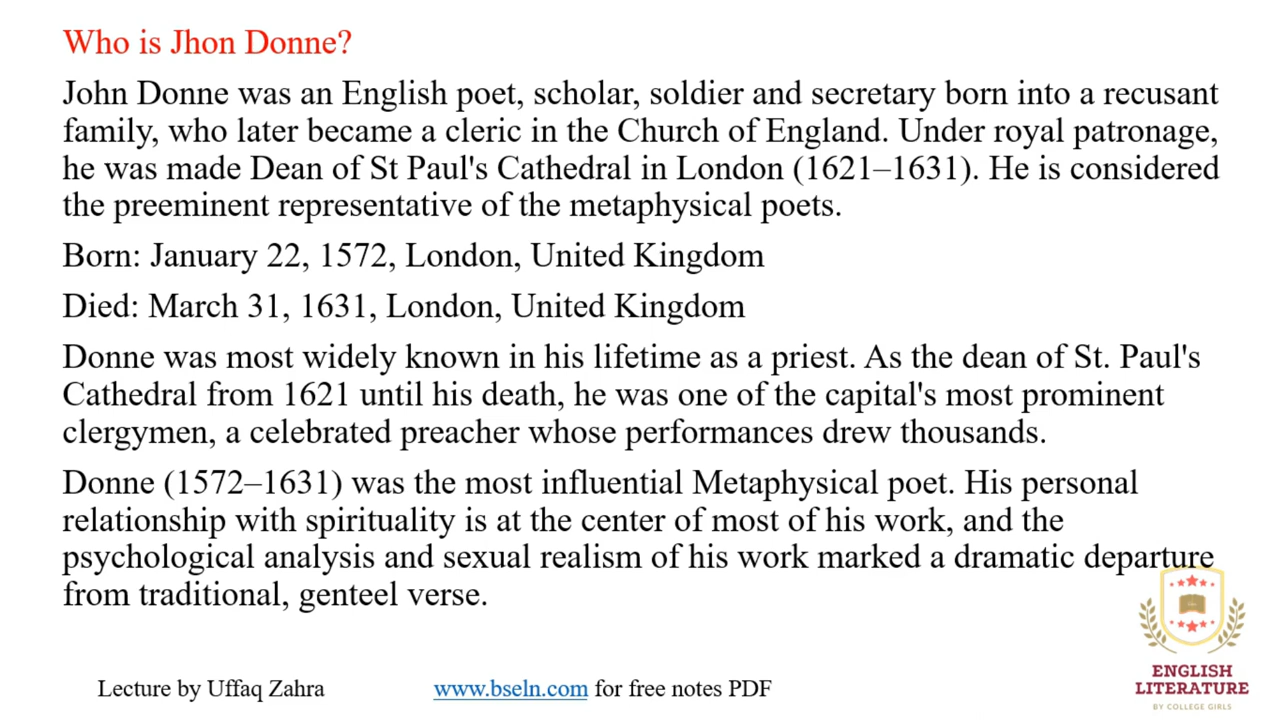 Who is Jhon Donne?
John Donne was an English poet, scholar, soldier and secretary born into a recusant
family, who later became a cleric in the Church of England. Under royal patronage,
he was made Dean of St Paul's Cathedral in London (1621–1631). He is considered
the preeminent representative of the metaphysical poets.
Born: January 22, 1572, London, United Kingdom
Died: March 31, 1631, London, United Kingdom
Donne was most widely known in his lifetime as a priest. As the dean of St. Paul's
Cathedral from 1621 until his death, he was one of the capital's most prominent
clergymen, a celebrated preacher whose performances drew thousands.
Donne (1572–1631) was the most influential Metaphysical poet. His personal
relationship with spirituality is at the center of most of his work, and the
psychological analysis and sexual realism of his work marked a dramatic departure
from traditional, genteel verse.
Lecture by Uffaq Zahra
www.bseln.com for free notes PDF
ENGLISH
LITERATURE
BY COLLEGE GIRLS